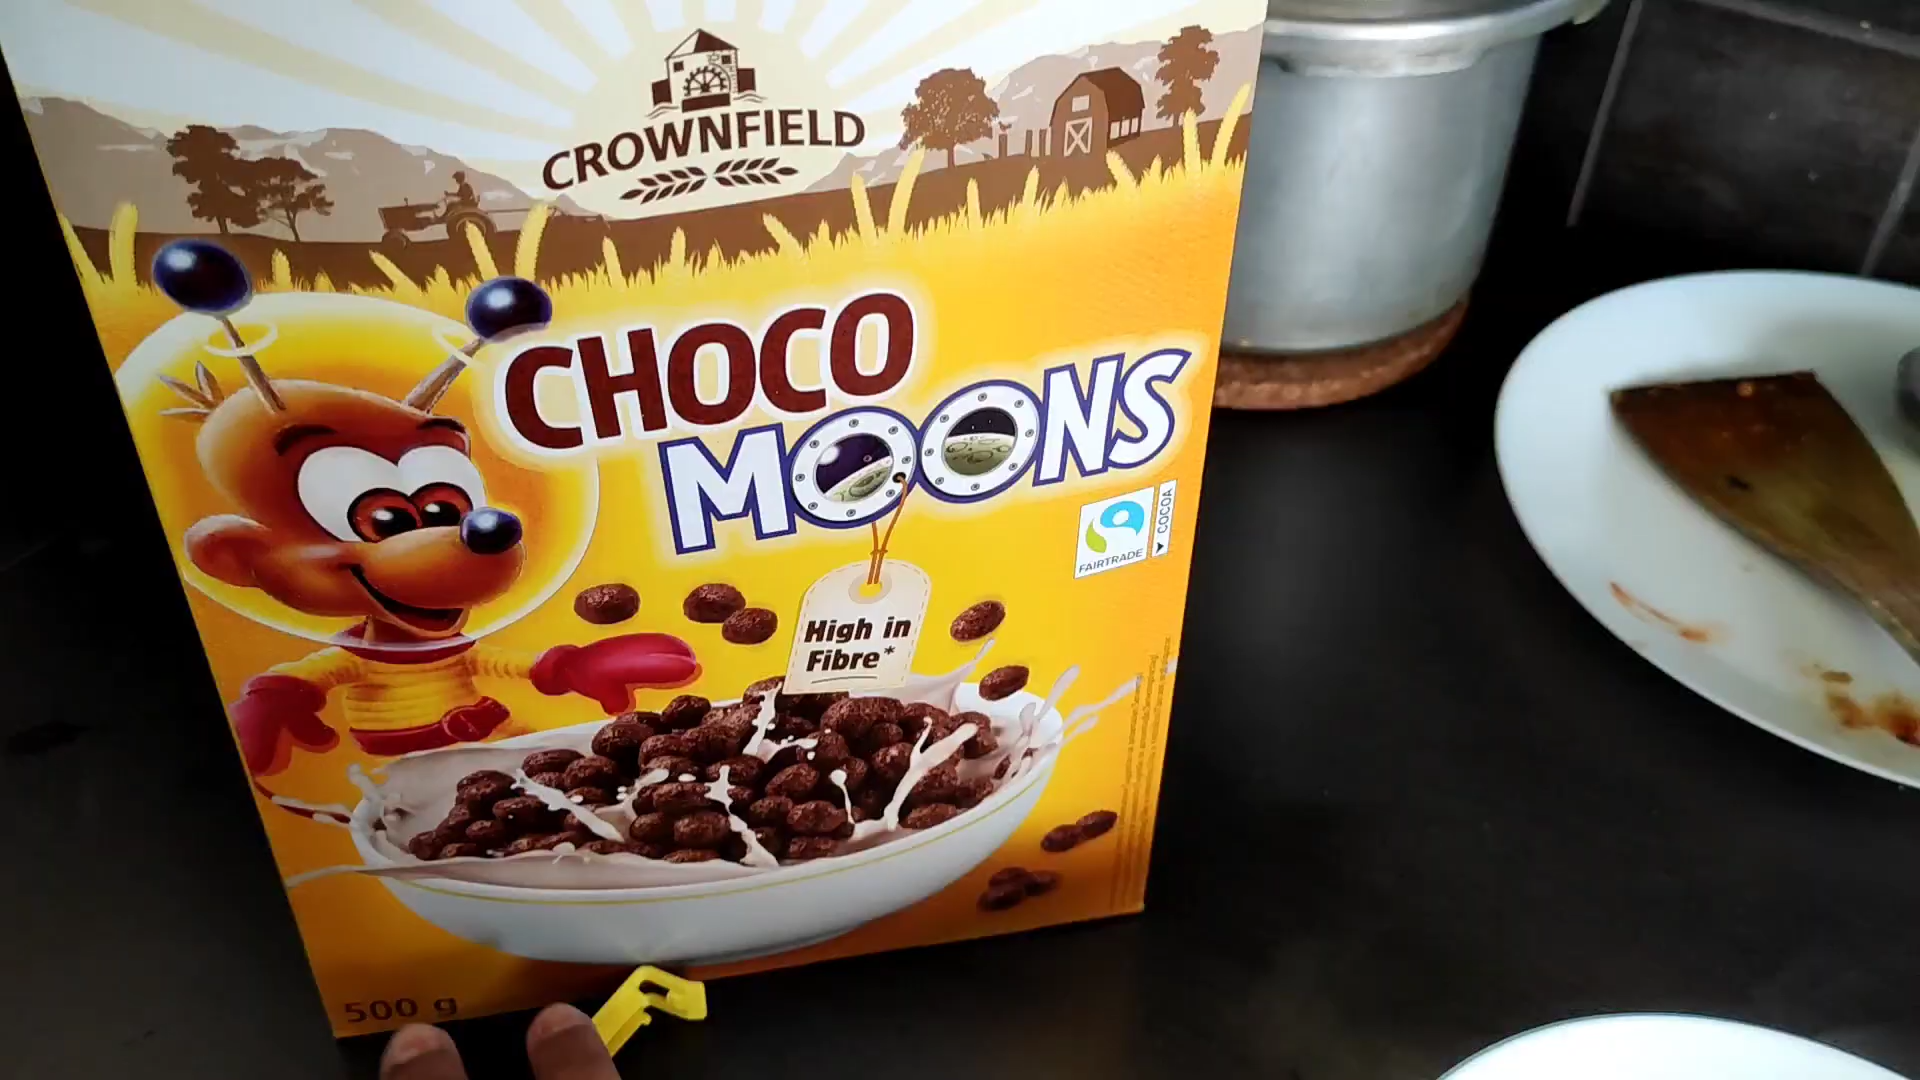 CROWNFIELD
CHOCO
MOONS
FAIRTRADE
COCOA
High in
Fibre*
500 g